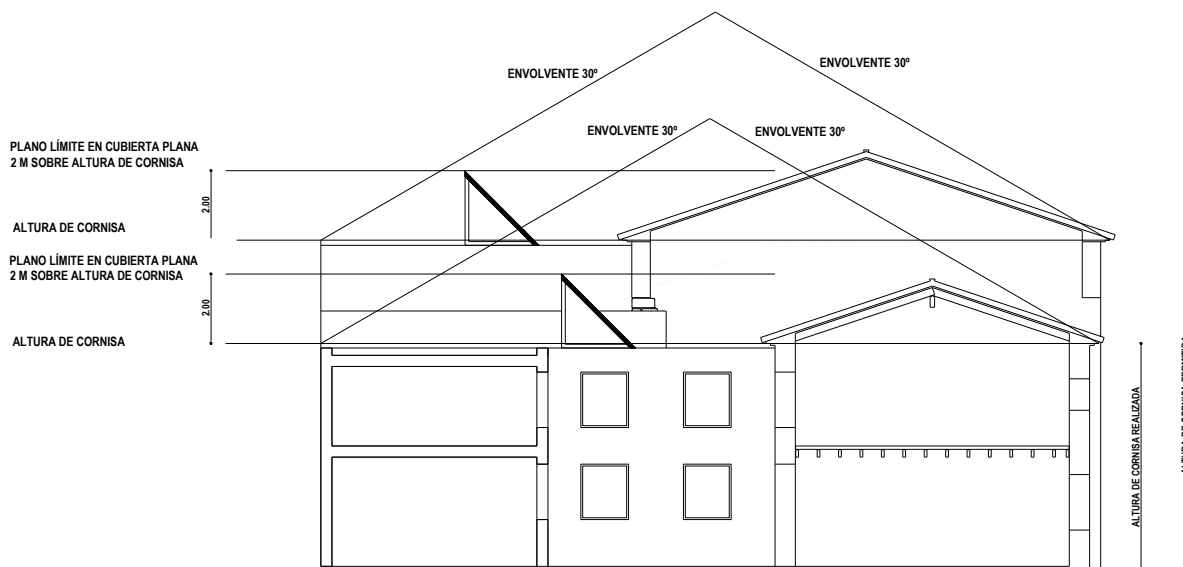 ENVOLVENTE 30º
ENVOLVENTE 30º
ENVOLVENTE 30º
ENVOLVENTE 30º
PLANO LÍMITE EN CUBIERTA PLANA
2 M SOBRE ALTURA DE CORNISA
2.00
ALTURA DE CORNISA
PLANO LÍMITE EN CUBIERTA PLANA
2 M SOBRE ALTURA DE CORNISA
2.00
ALTURA DE CORNISA
ALTURA DE CORNISA REALIZADA